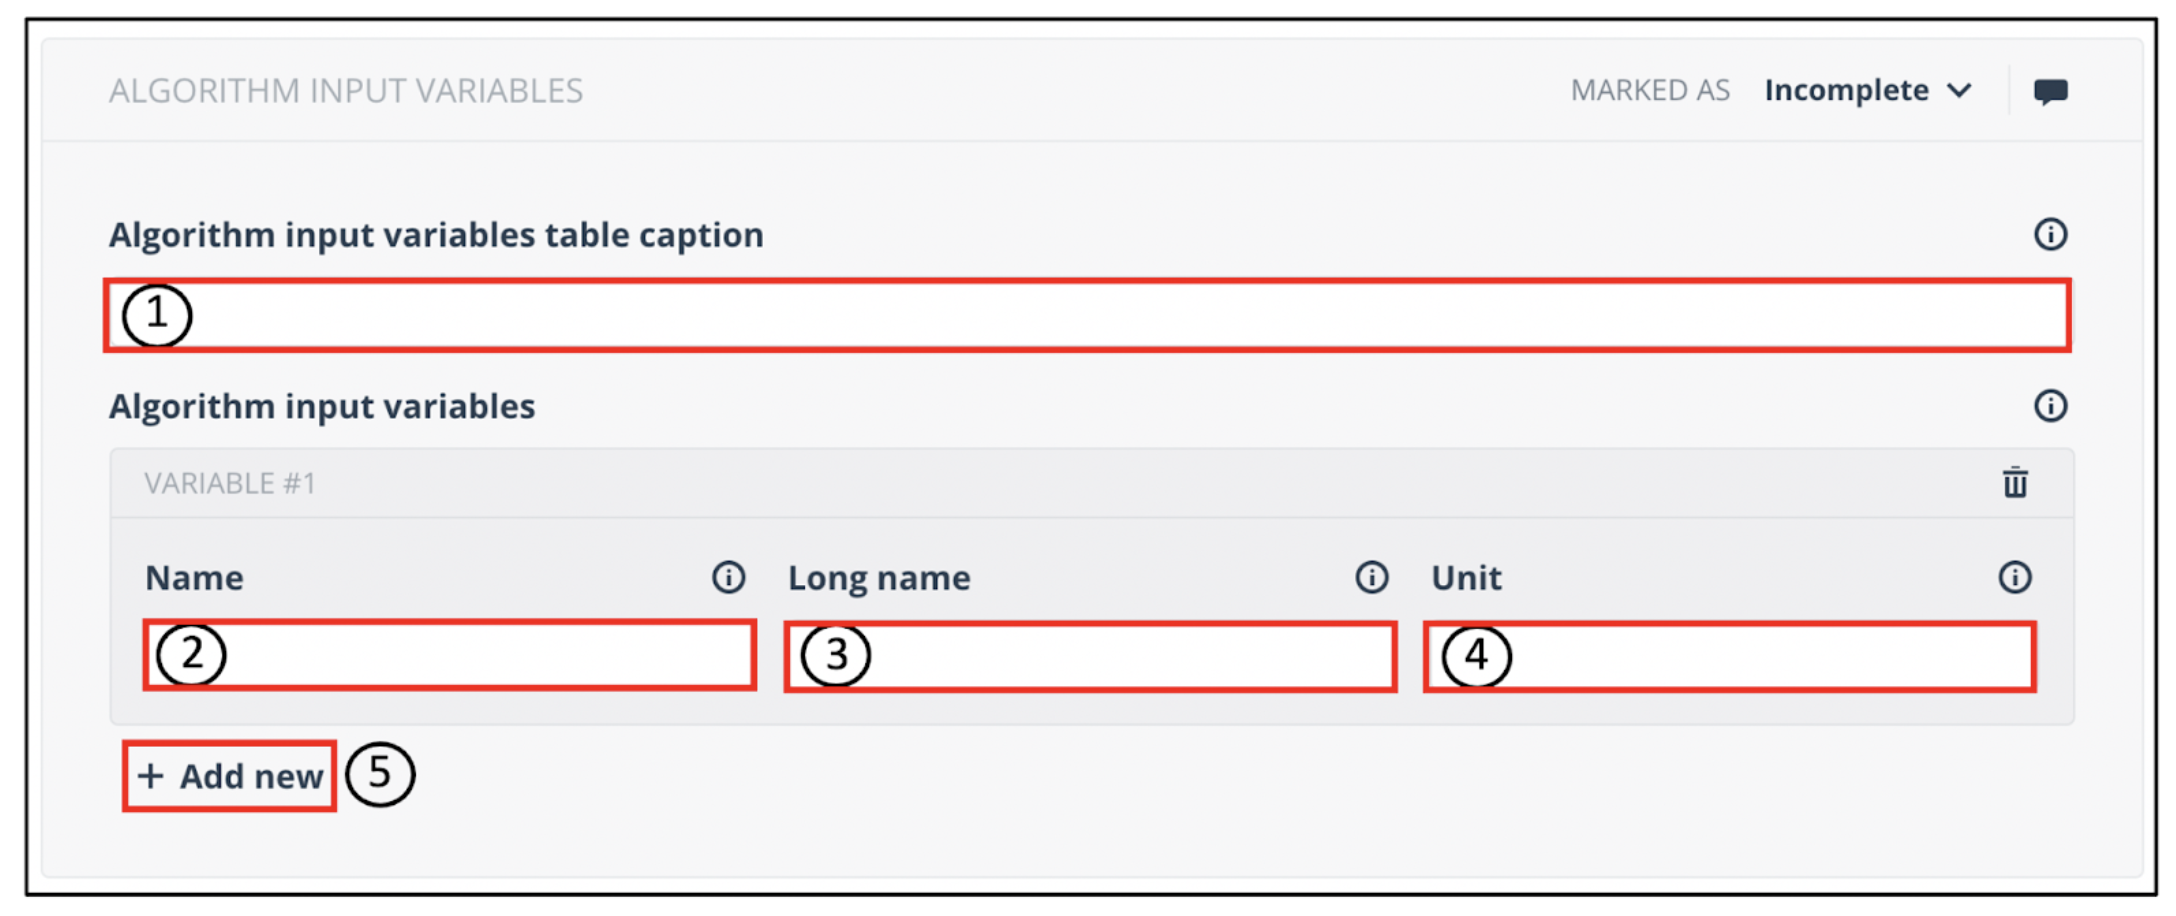 ALGORITHM INPUT VARIABLES MARKED AS Incomplete
Algorithm input variables table caption
1
Algorithm input variables
VARIABLE #1
Name Long name Unit
2 3 4
+ Add new 5